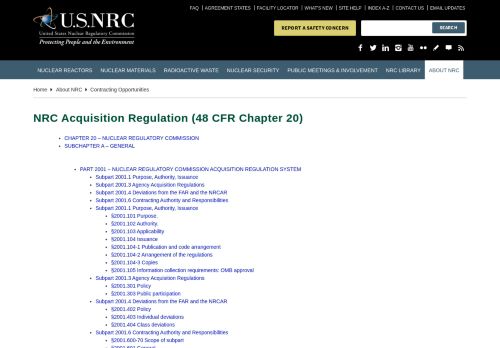 FAQ | AGREEMENT STATES | FACILITY LOCATOR | WHAT'S NEW | SITE HELP | INDEX A-Z | CONTACT US | EMAIL UPDATES
U.S.NRC
United States Nuclear Regulatory Commission
Protecting People and the Environment
REPORT A SAFETY CONCERN
SEARCH
NUCLEAR REACTORS NUCLEAR MATERIALS RADIOACTIVE WASTE NUCLEAR SECURITY PUBLIC MEETINGS & INVOLVEMENT NRC LIBRARY ABOUT NRC
Home About NRC Contracting Opportunities
NRC Acquisition Regulation (48 CFR Chapter 20)
CHAPTER 20 – NUCLEAR REGULATORY COMMISSION
SUBCHAPTER A – GENERAL
PART 2001 – NUCLEAR REGULATORY COMMISSION ACQUISITION REGULATION SYSTEM
Subpart 2001.1 Purpose, Authority, Issuance
Subpart 2001.3 Agency Acquisition Regulations
Subpart 2001.4 Deviations from the FAR and the NRCAR
Subpart 2001.6 Contracting Authority and Responsibilities
Subpart 2001.1 Purpose, Authority, Issuance
§2001.101 Purpose.
§2001.102 Authority.
§2001.103 Applicability
§2001.104 Issuance
§2001.104-1 Publication and code arrangement
§2001.104-2 Arrangement of the regulations
§2001.104-3 Copies
§2001.105 Information collection requirements: OMB approval
Subpart 2001.3 Agency Acquisition Regulations
§2001.301 Policy
§2001.303 Public participation
Subpart 2001.4 Deviations from the FAR and the NRCAR
§2001.402 Policy
§2001.403 Individual deviations
§2001.404 Class deviations
Subpart 2001.6 Contracting Authority and Responsibilities
§2001.600-70 Scope of subpart